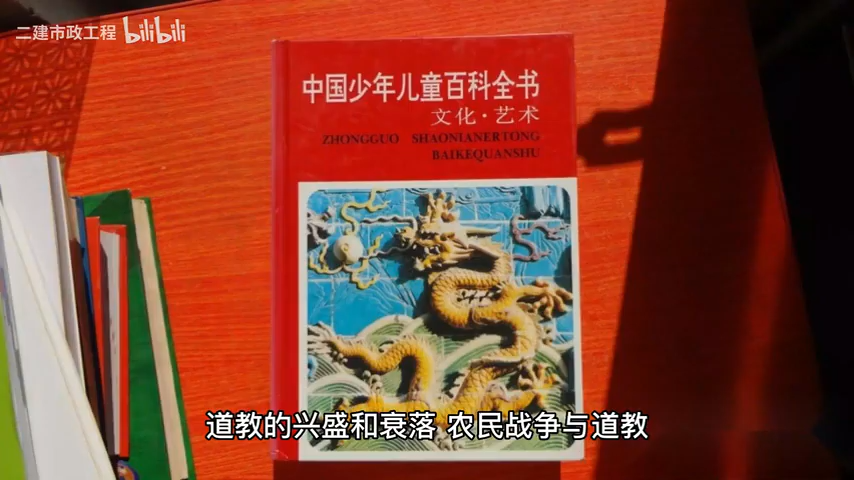 二建市政工程 bilibili
中国少年儿童百科全书
文化·艺术
ZHONGGUO SHAONIANERTONG
BAIKEQUANSHU
道教的兴盛和衰落 农民战争与道教